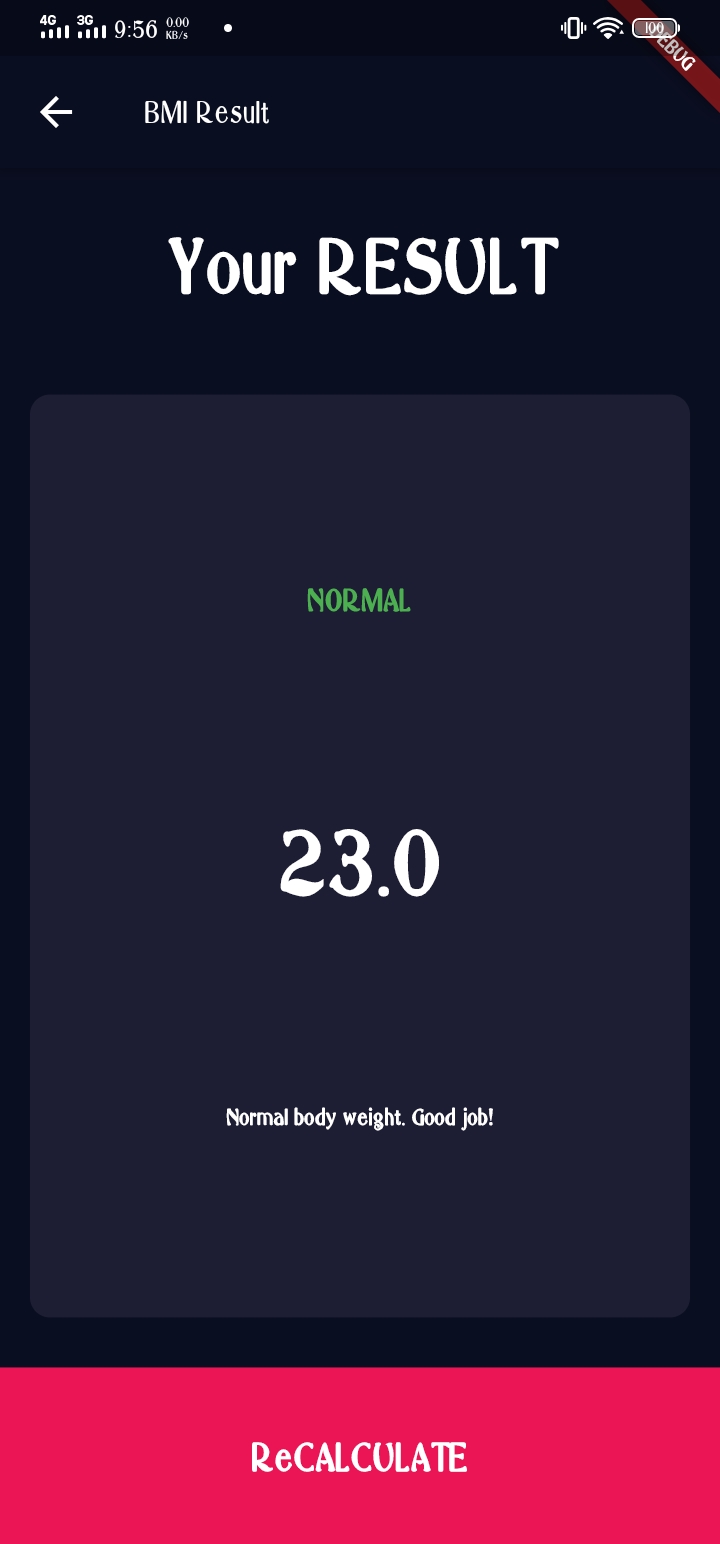 4G 3G 9:56 0.00 KB/s 100
DEBUG
BMI Result
Your RESULT
NORMAL
23.0
Normal body weight. Good job!
ReCALCULATE